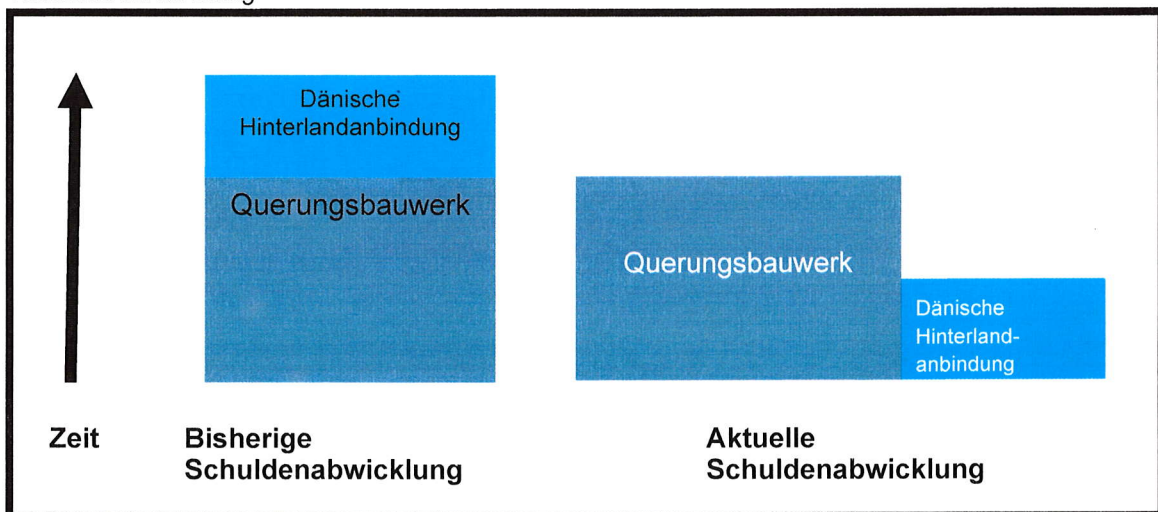 Dänische
Hinterlandanbindung
Querungsbauwerk
Querungsbauwerk
Dänische
Hinterland-
anbindung
Zeit
Bisherige
Schuldenabwicklung
Aktuelle
Schuldenabwicklung